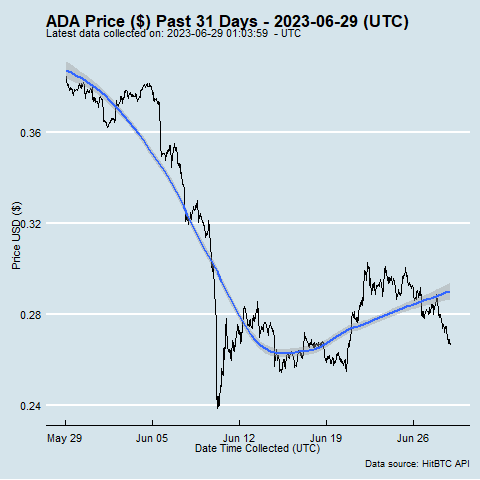 ADA Price ($) Past 31 Days - 2023-06-29 (UTC)
Latest data collected on: 2023-06-29 01:03:59 - UTC
Price USD ($)
0.36
0.32
0.28
0.24
May 29 Jun 05 Jun 12 Jun 19 Jun 26
Date Time Collected (UTC)
Data source: HitBTC API